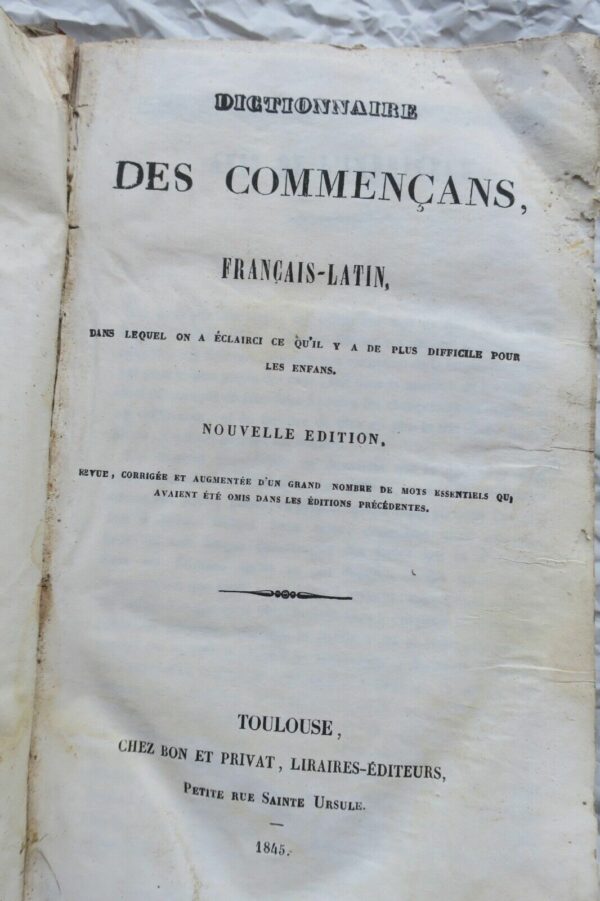 DICTIONNAIRE
DES COMMENÇANS,
FRANÇAIS-LATIN,
DANS LEQUEL ON A ÉCLAIRCI CE QU'IL Y A DE PLUS DIFFICILE POUR
LES ENFANS.
NOUVELLE EDITION,
REVUE, CORRIGÉE ET AUGMENTÉE D'UN GRAND NOMBRE DE MOTS ESSENTIELS QUI
AVAIENT ÉTÉ OMIS DANS LES ÉDITIONS PRÉCÉDENTES.
TOULOUSE,
CHEZ BON ET PRIVAT, LIRAIRES-ÉDITEURS,
PETITE RUE SAINTE URSULE.
1845.